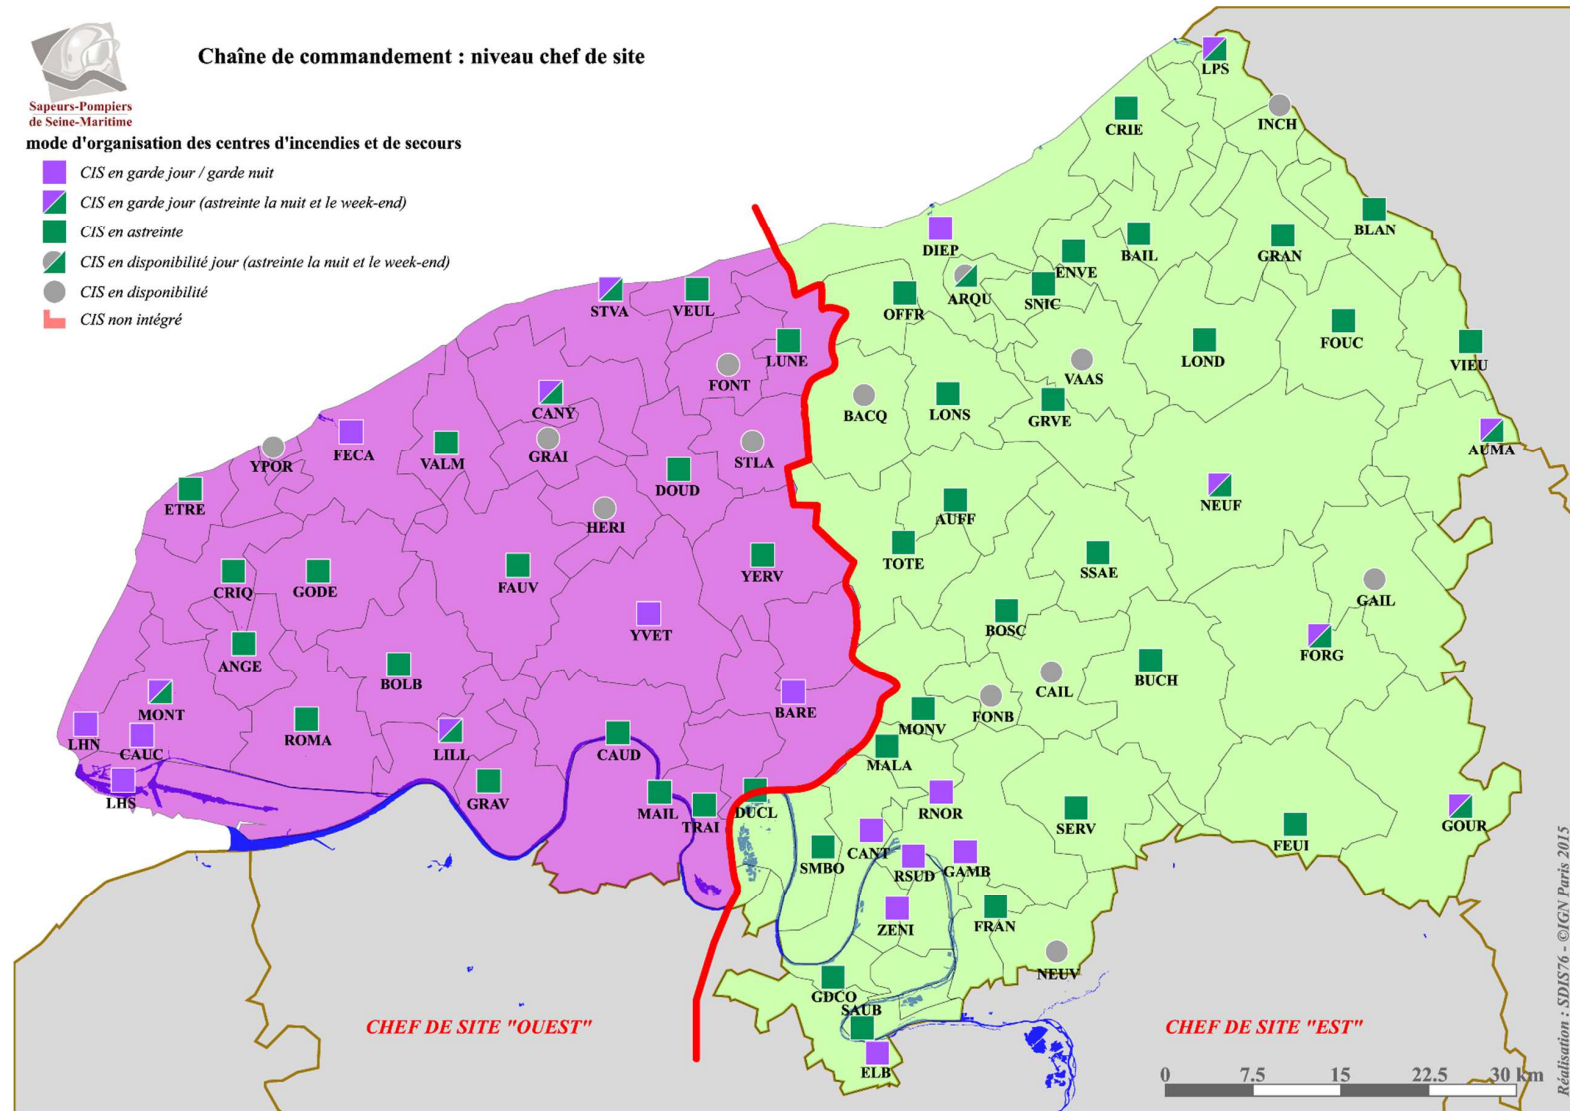 Chaîne de commandement : niveau chef de site
Sapeurs-Pompiers
de Seine-Maritime
mode d'organisation des centres d'incendies et de secours
CIS en garde jour / garde nuit
CIS en garde jour (astreinte la nuit et le week-end)
CIS en astreinte
CIS en disponibilité jour (astreinte la nuit et le week-end)
CIS en disponibilité
CIS non intégré
LPS
INCH
CRIE
BLAN
DIEP
ENVE
BAIL
GRAN
ARQU
SNIC
STVA
VEUL
OFFR
LUNE
FONT
VAAS
LOND
FOUC
VIEU
CANY
BACQ
LONS
GRVE
YPOR
FECA
VALM
GRAI
STLA
AUMA
ETRE
DOUD
HERI
AUFF
NEUF
CRIQ
GODE
FAUV
YERV
TOTE
SSAE
GAIL
YVET
BOSC
ANGE
BOLB
FORG
CAIL
BUCH
MONT
BARE
FONB
LHN
CAUC
ROMA
LILL
CAUD
MONV
MALA
LHS
GRAV
MAIL
TRAI
DUCL
RNOR
SERV
GOUR
SMBO
CANT
RSUD
GAMB
FEUI
ZENI
FRAN
NEUV
GDCO
SAUB
ELB
CHEF DE SITE "OUEST"
CHEF DE SITE "EST"
0 7.5 15 22.5 30 km
Réalisation : SDIS76 - ©IGN Paris 2015